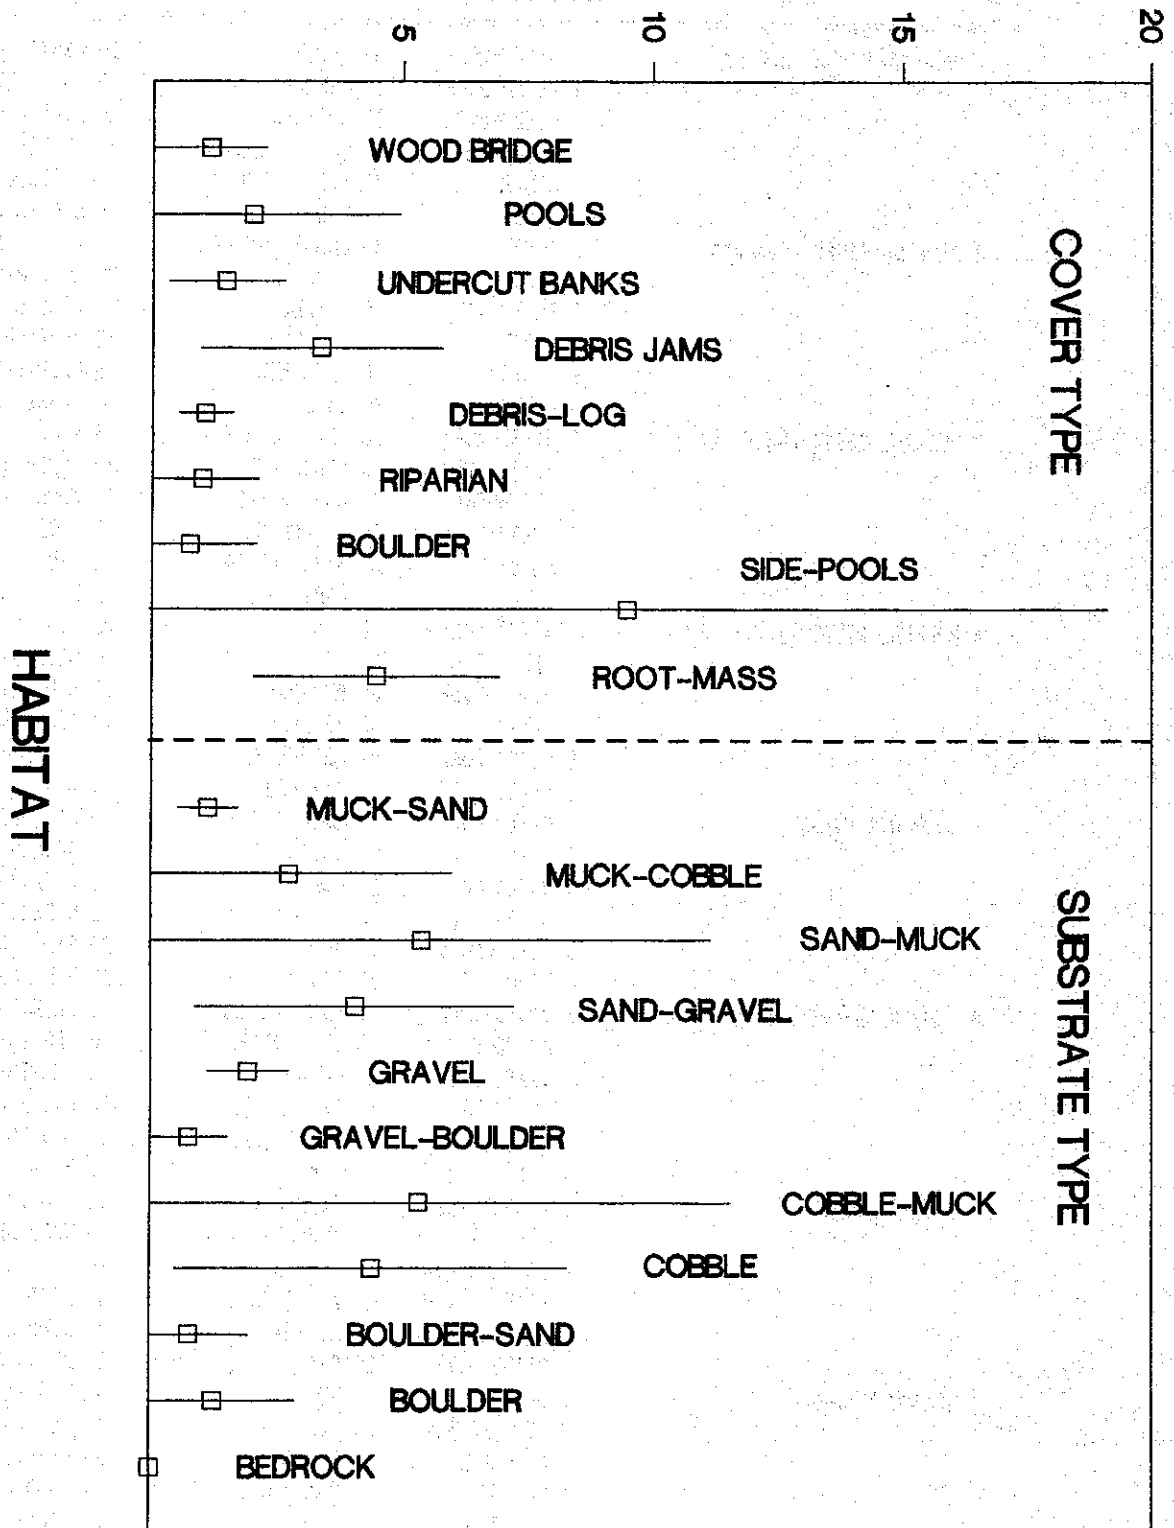 5
10
15
20
COVER TYPE
WOOD BRIDGE
POOLS
UNDERCUT BANKS
DEBRIS JAMS
DEBRIS-LOG
RIPARIAN
BOULDER
SIDE-POOLS
ROOT-MASS
SUBSTRATE TYPE
MUCK-SAND
MUCK-COBBLE
SAND-MUCK
SAND-GRAVEL
GRAVEL
GRAVEL-BOULDER
COBBLE-MUCK
COBBLE
BOULDER-SAND
BOULDER
BEDROCK
HABITAT